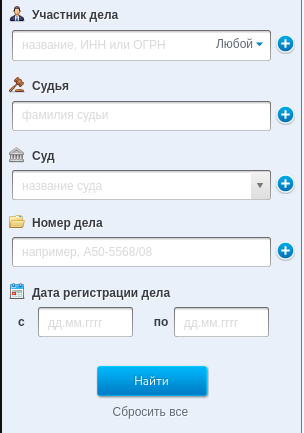 Участник дела
название, ИНН или ОГРН Любой
Судья
фамилия судьи
Суд
название суда
Номер дела
например, А50-5568/08
Дата регистрации дела
с дд.мм.гггг по дд.мм.гггг
Найти
Сбросить все